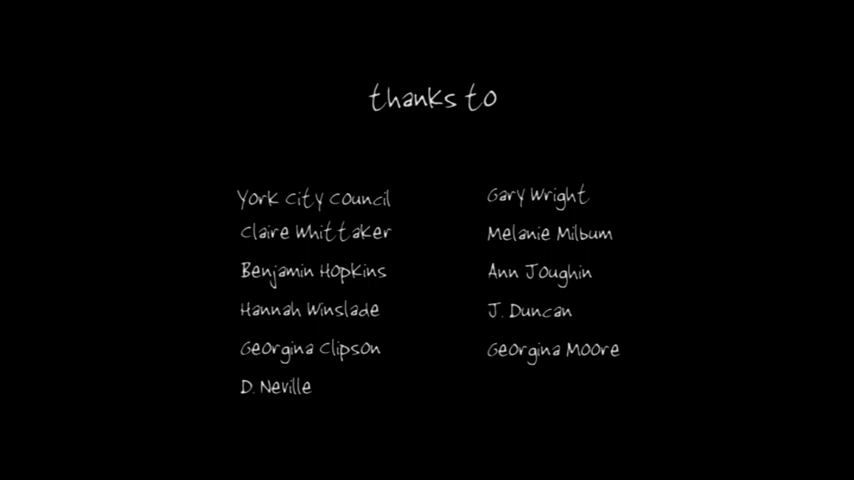 thanks to
York City Council
Claire Whittaker
Benjamin Hopkins
Hannah Winslade
Georgina Clipson
D. Neville
Gary Wright
Melanie Milbum
Ann Joughin
J. Duncan
Georgina Moore